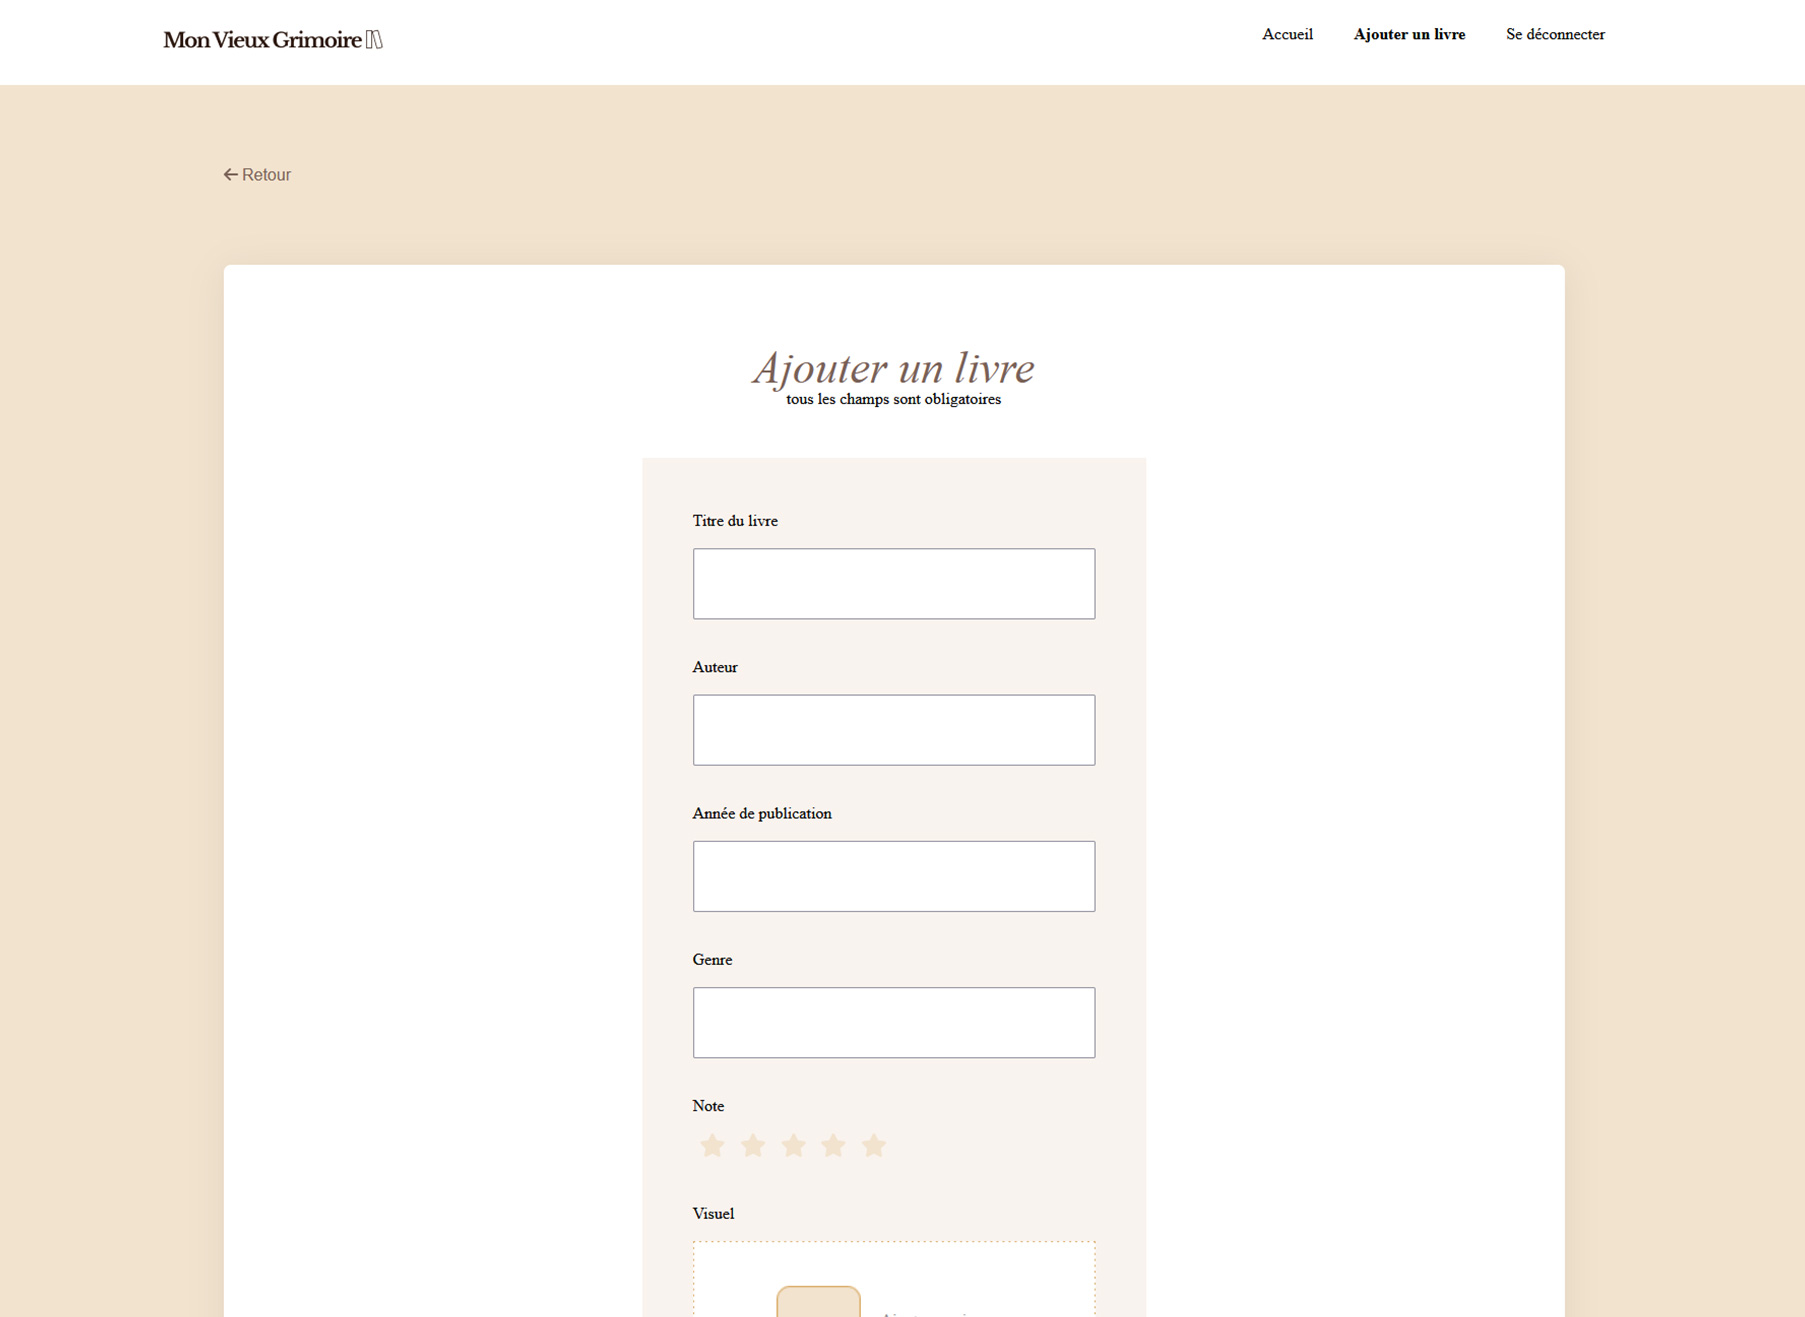 Mon Vieux Grimoire
Accueil
Ajouter un livre
Se déconnecter
Retour
Ajouter un livre
tous les champs sont obligatoires
Titre du livre
Auteur
Année de publication
Genre
Note
Visuel